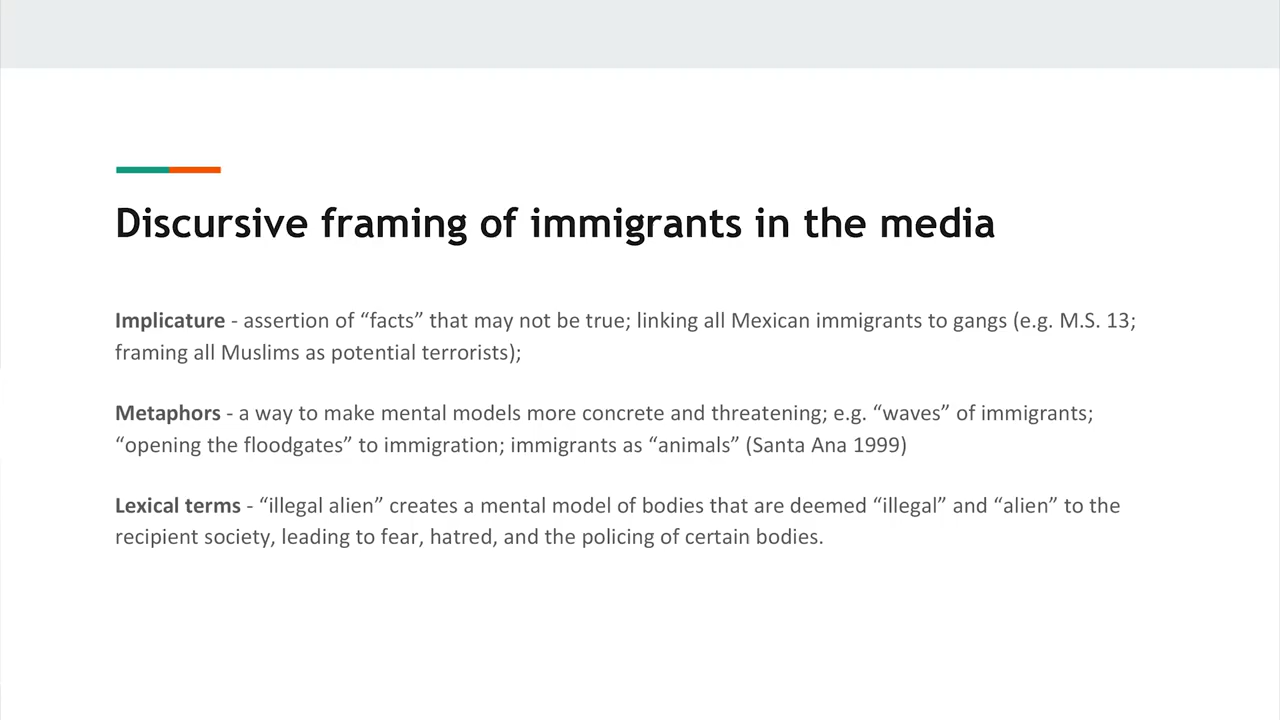 Discursive framing of immigrants in the media
Implicature - assertion of “facts” that may not be true; linking all Mexican immigrants to gangs (e.g. M.S. 13;
framing all Muslims as potential terrorists);
Metaphors - a way to make mental models more concrete and threatening; e.g. “waves” of immigrants;
“opening the floodgates” to immigration; immigrants as “animals” (Santa Ana 1999)
Lexical terms - “illegal alien” creates a mental model of bodies that are deemed “illegal” and “alien” to the
recipient society, leading to fear, hatred, and the policing of certain bodies.